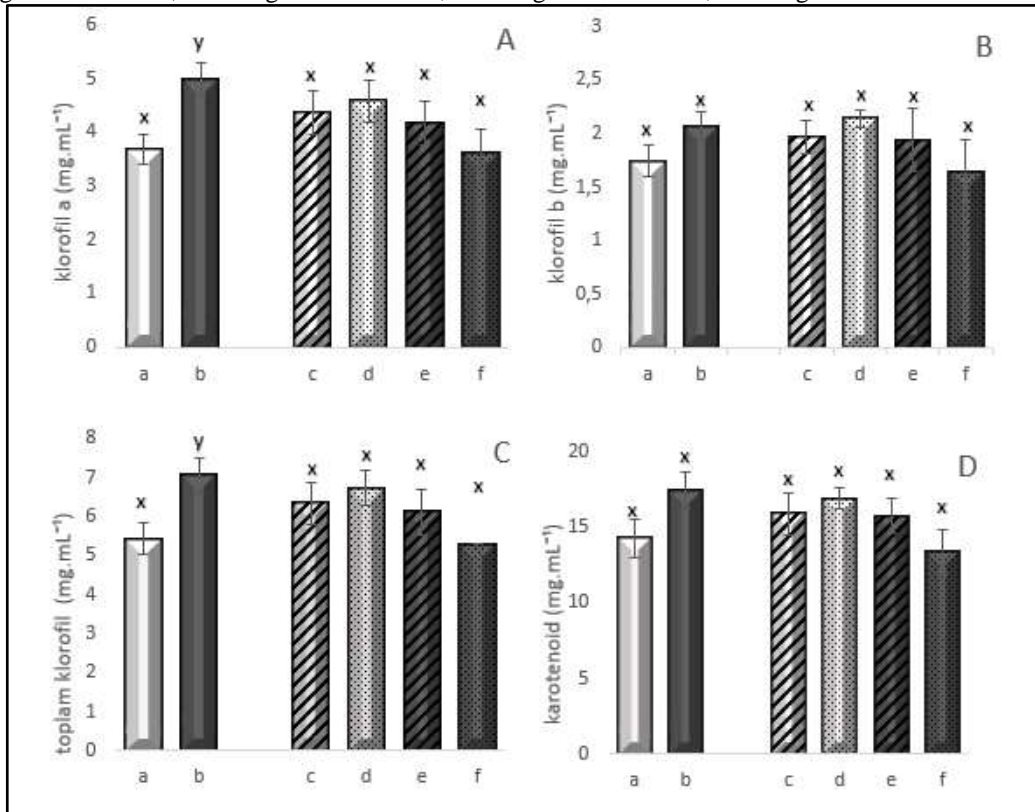 A
klorofil a (mg.mL⁻¹)
6
5
4
3
2
1
0
x
y
x
x
x
x
a
b
c
d
e
f
B
klorofil b (mg.mL⁻¹)
3
2,5
2
1,5
1
0,5
0
x
x
x
x
x
x
a
b
c
d
e
f
C
toplam klorofil (mg.mL⁻¹)
8
7
6
5
4
3
2
1
0
x
y
x
x
x
x
a
b
c
d
e
f
D
karotenoid (mg.mL⁻¹)
20
15
10
5
0
x
x
x
x
x
x
a
b
c
d
e
f